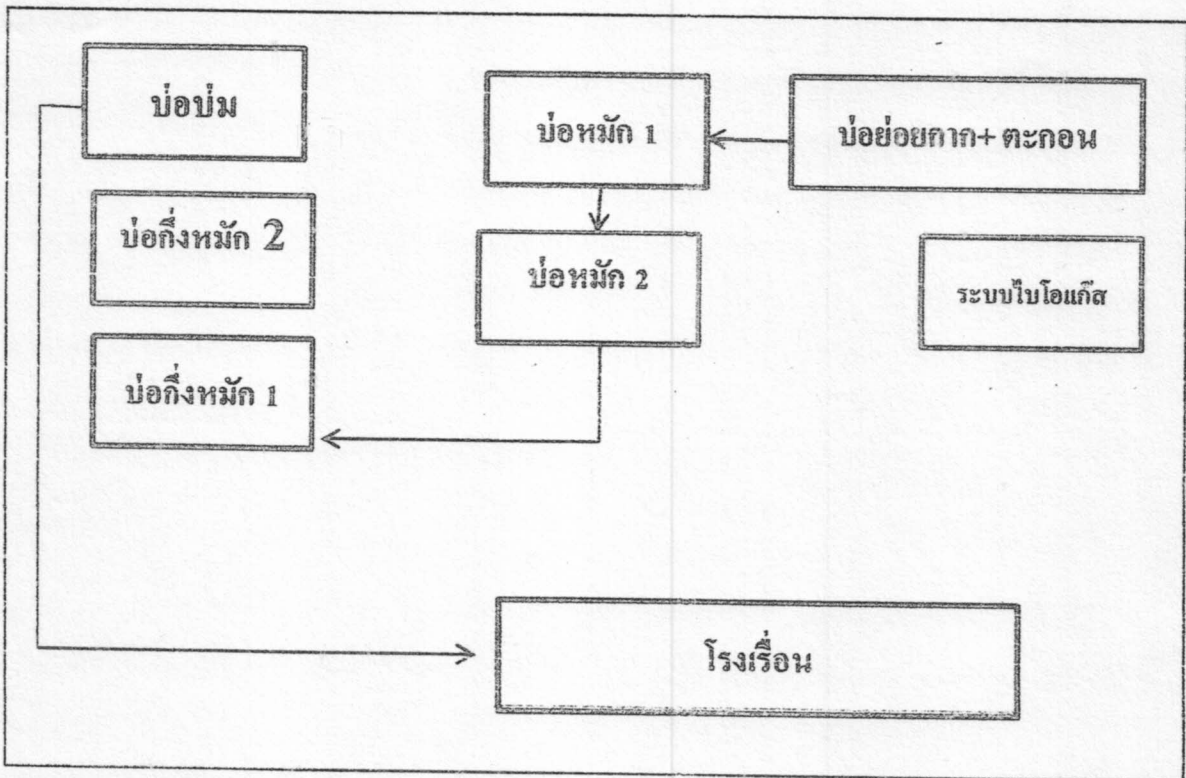 บ่อบ่ม
บ่อหมัก 1
บ่อย่อยกาก+ ตะกอน
บ่อกึ่งหมัก 2
บ่อหมัก 2
ระบบไบโอแก๊ส
บ่อกึ่งหมัก 1
โรงเรื่อน